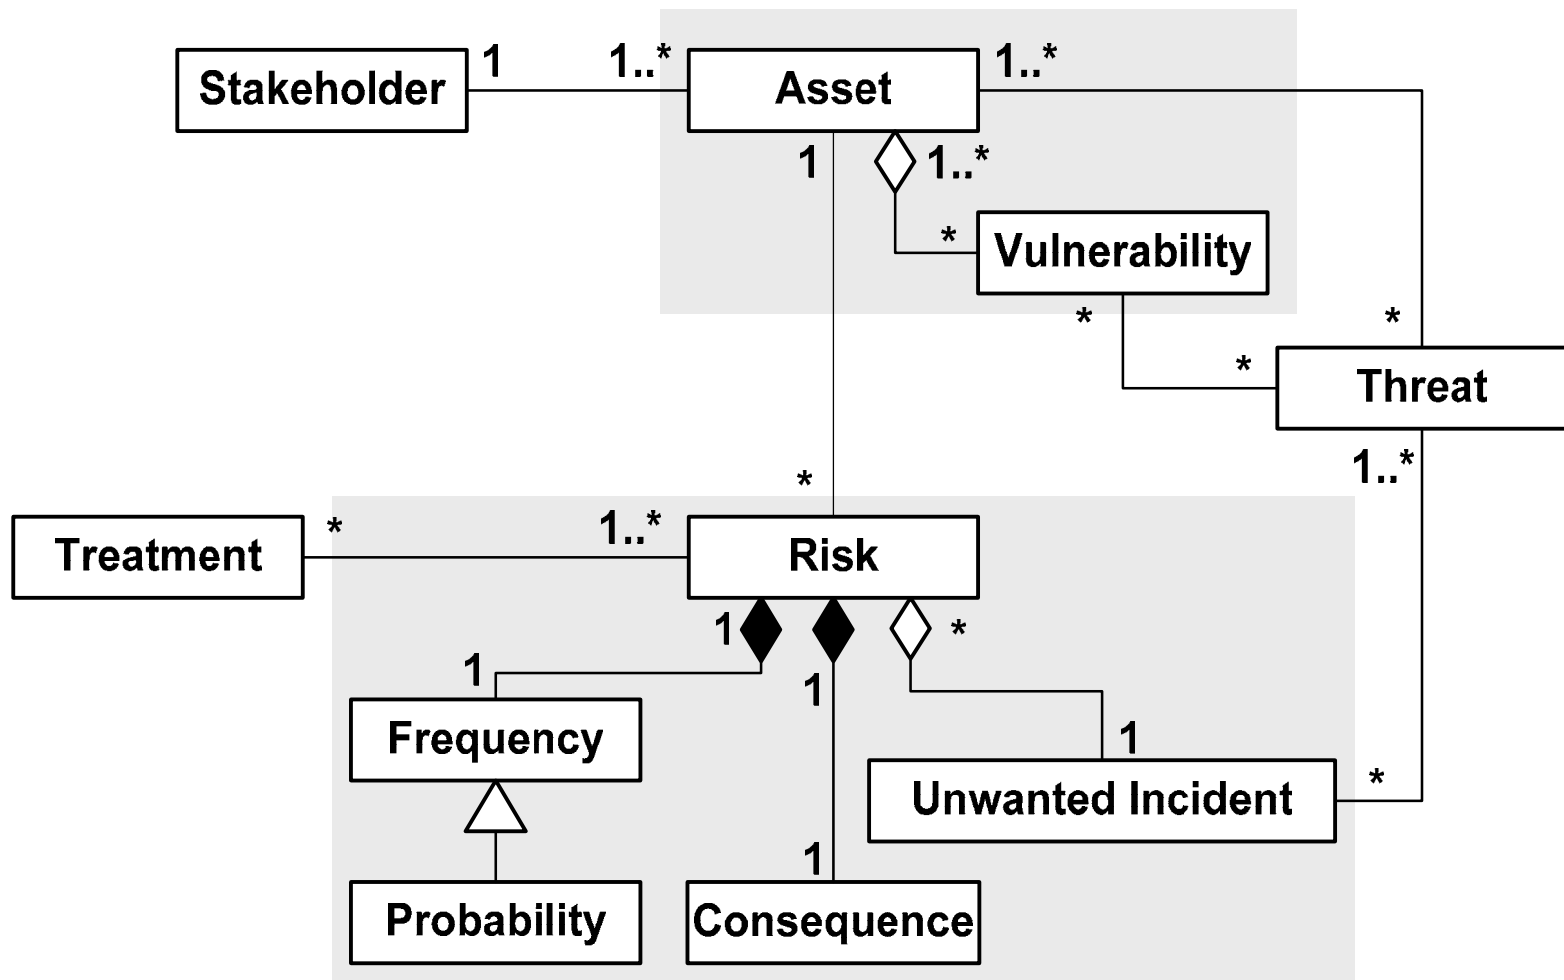 Stakeholder 1 1..* Asset 1..*
1 1..*
* Vulnerability
* *
* Threat
1..*
*
Treatment * 1..* Risk
1 *
1 1 1
Frequency
Unwanted Incident *
1
Probability Consequence